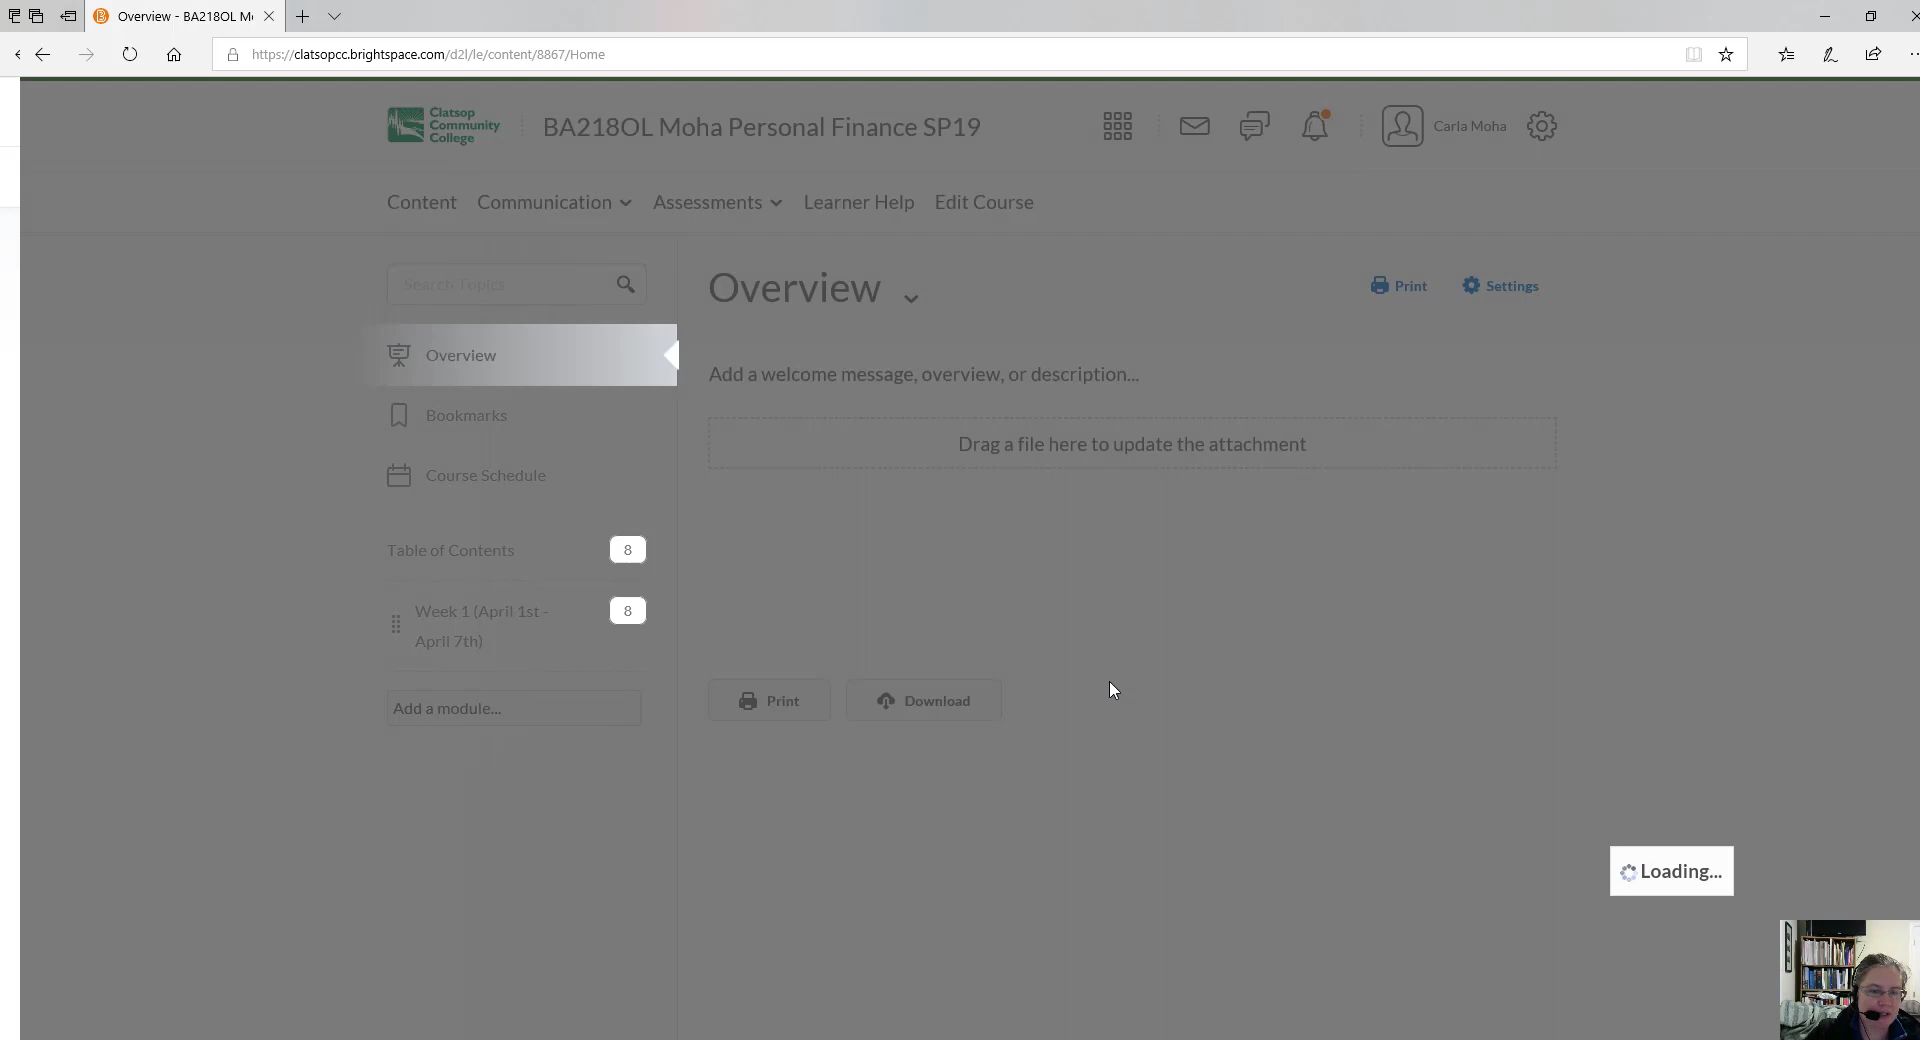 Overview - BA218OL Mo
https://clatsopcc.brightspace.com/d2l/le/content/8867/Home
Clatsop
Community
College
BA218OL Moha Personal Finance SP19
Carla Moha
Content
Communication
Assessments
Learner Help
Edit Course
Search Topics
Overview
Print
Settings
Overview
Add a welcome message, overview, or description...
Bookmarks
Drag a file here to update the attachment
Course Schedule
Table of Contents
8
Week 1 (April 1st -
April 7th)
8
Add a module...
Print
Download
Loading...